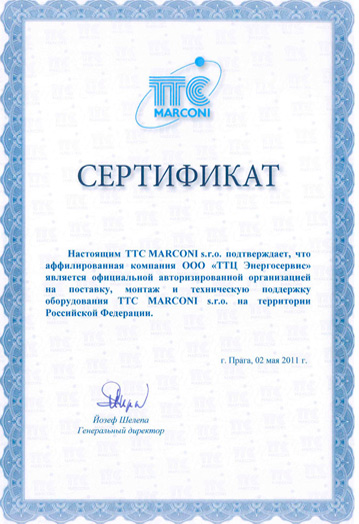 TTC
MARCONI
СЕРТИФИКАТ
Настоящим TTC MARCONI s.r.o. подтверждает, что
аффилированная компания ООО «ТТЦ Энергосервис»
является официальной авторизированной организацией
на поставку, монтаж и техническую поддержку
оборудования TTC MARCONI s.r.o. на территории
Российской Федерации.
г. Прага, 02 мая 2011 г.
Йозеф Шелепа
Генеральный директор